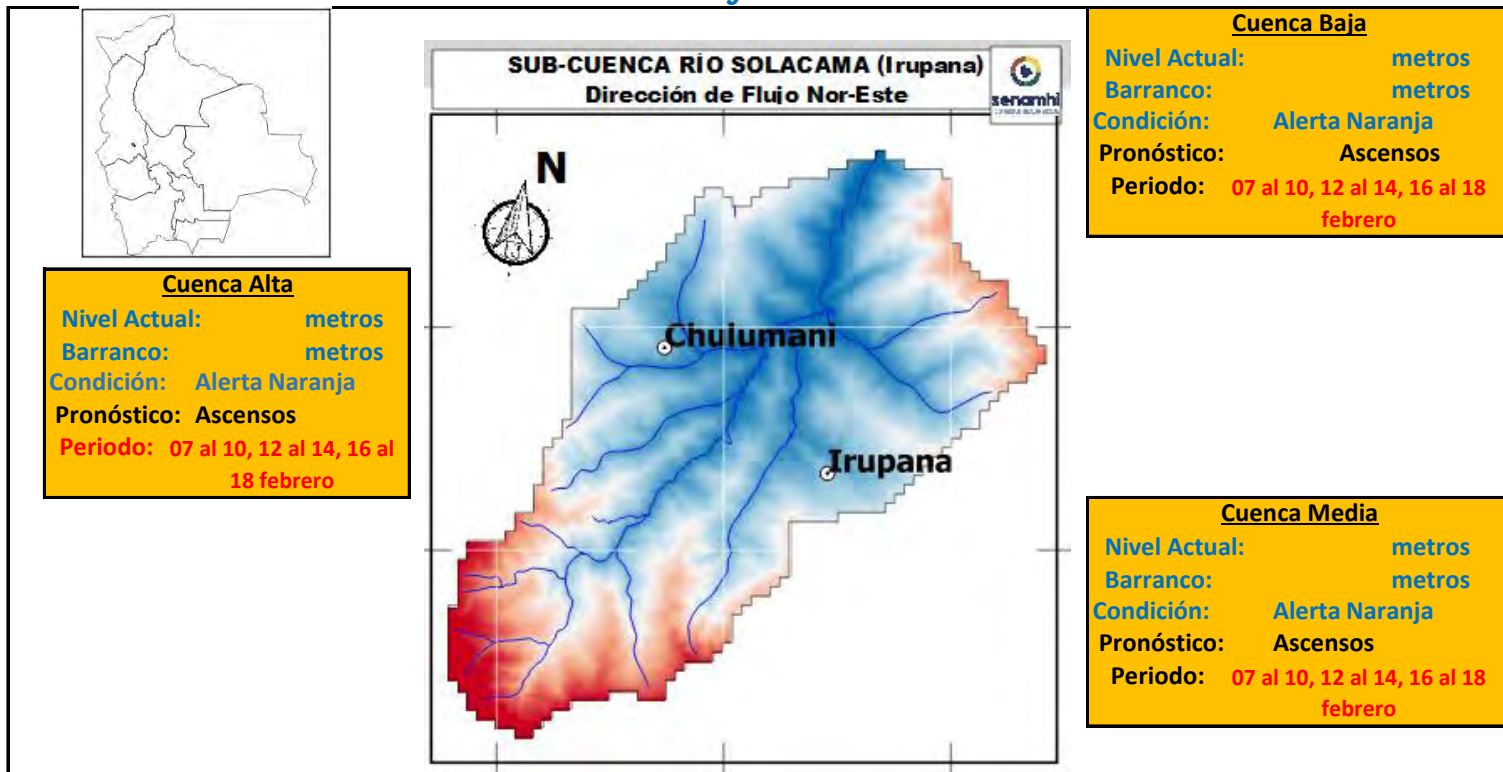 SUB-CUENCA RÍO SOLACAMA (Irupana)
Dirección de Flujo Nor-Este
senamhi
N
Chulumani
Irupana
Cuenca Alta
Nivel Actual: metros
Barranco: metros
Condición: Alerta Naranja
Pronóstico: Ascensos
Periodo: 07 al 10, 12 al 14, 16 al
18 febrero
Cuenca Baja
Nivel Actual: metros
Barranco: metros
Condición: Alerta Naranja
Pronóstico: Ascensos
Periodo: 07 al 10, 12 al 14, 16 al 18
febrero
Cuenca Media
Nivel Actual: metros
Barranco: metros
Condición: Alerta Naranja
Pronóstico: Ascensos
Periodo: 07 al 10, 12 al 14, 16 al 18
febrero